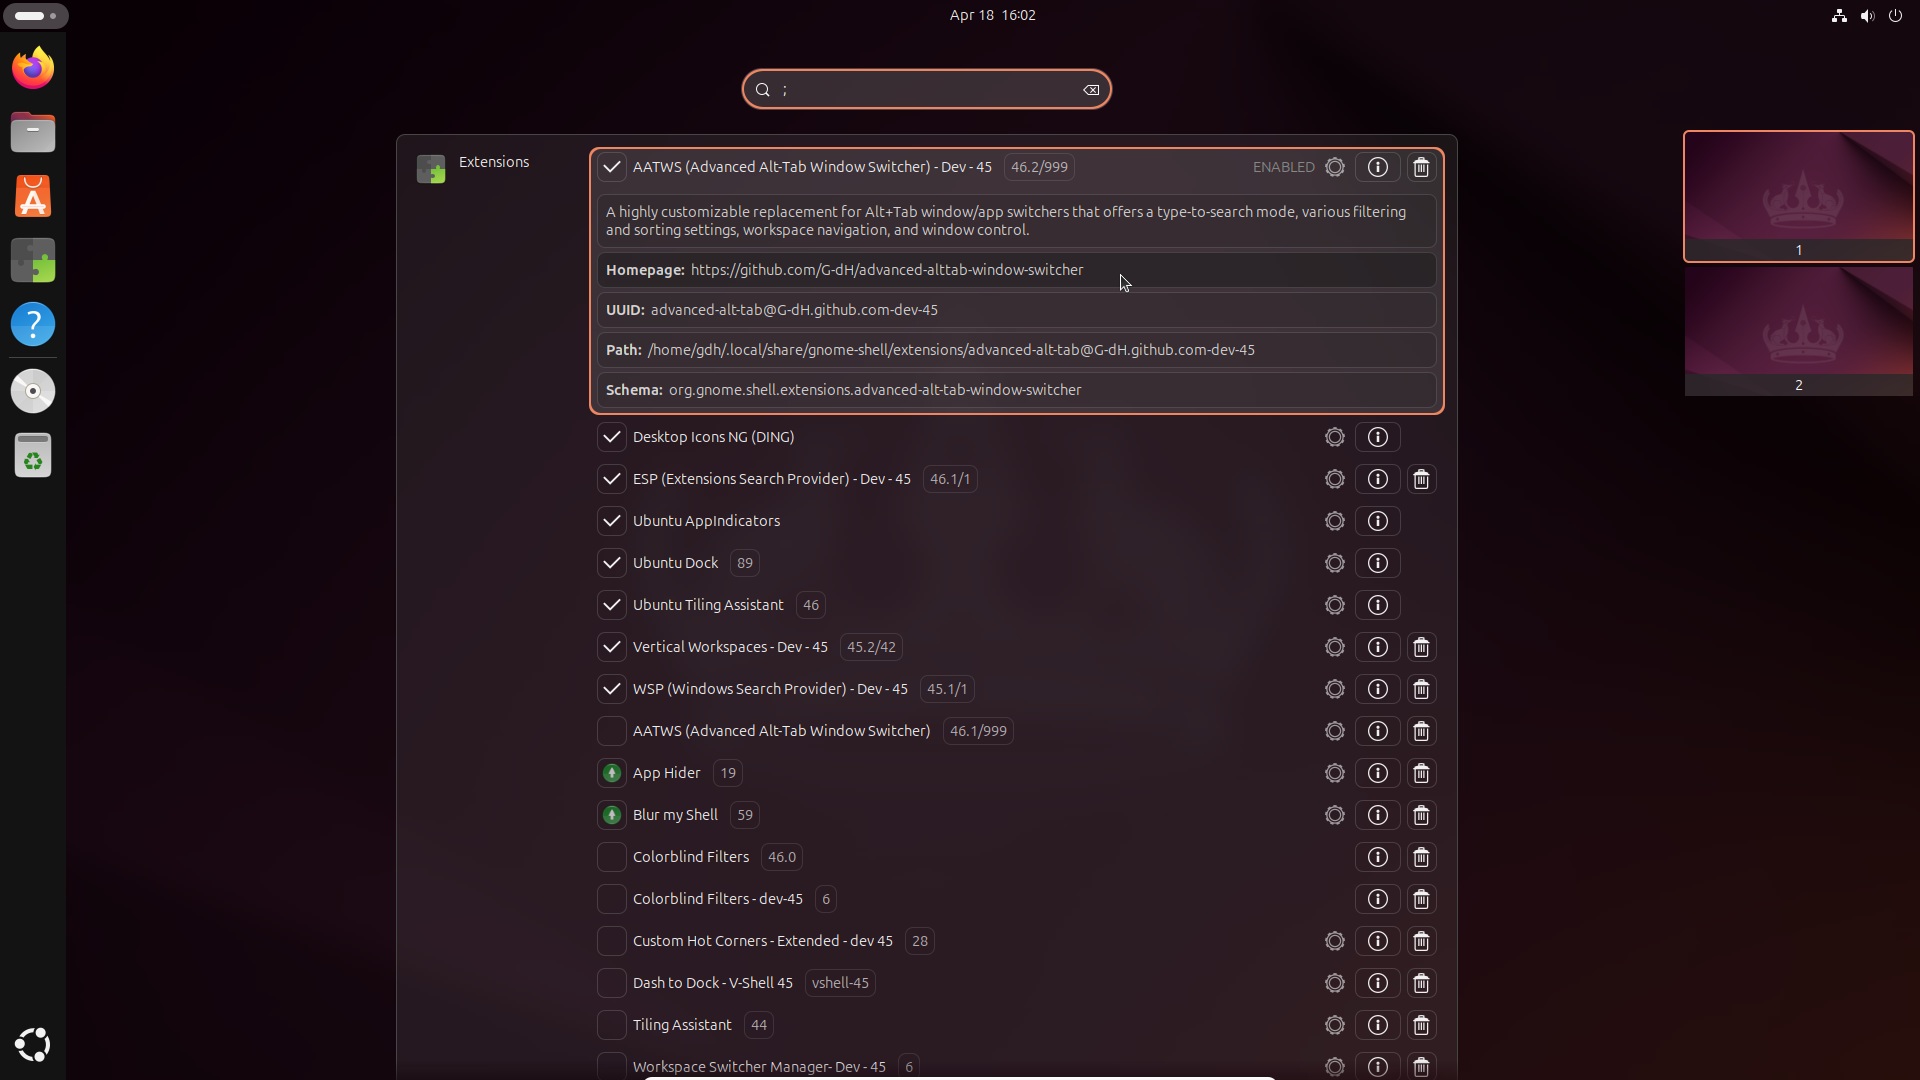 Apr 18 16:02
;
Extensions
AATWS (Advanced Alt-Tab Window Switcher) - Dev - 45 46.2/999 ENABLED
A highly customizable replacement for Alt+Tab window/app switchers that offers a type-to-search mode, various filtering
and sorting settings, workspace navigation, and window control.
Homepage: https://github.com/G-dH/advanced-alttab-window-switcher
UUID: advanced-alt-tab@G-dH.github.com-dev-45
Path: /home/gdh/.local/share/gnome-shell/extensions/advanced-alt-tab@G-dH.github.com-dev-45
Schema: org.gnome.shell.extensions.advanced-alt-tab-window-switcher
Desktop Icons NG (DING)
ESP (Extensions Search Provider) - Dev - 45 46.1/1
Ubuntu AppIndicators
Ubuntu Dock 89
Ubuntu Tiling Assistant 46
Vertical Workspaces - Dev - 45 45.2/42
WSP (Windows Search Provider) - Dev - 45 45.1/1
AATWS (Advanced Alt-Tab Window Switcher) 46.1/999
App Hider 19
Blur my Shell 59
Colorblind Filters 46.0
Colorblind Filters - dev-45 6
Custom Hot Corners - Extended - dev 45 28
Dash to Dock - V-Shell 45 vshell-45
Tiling Assistant 44
Workspace Switcher Manager- Dev - 45 6
1
2